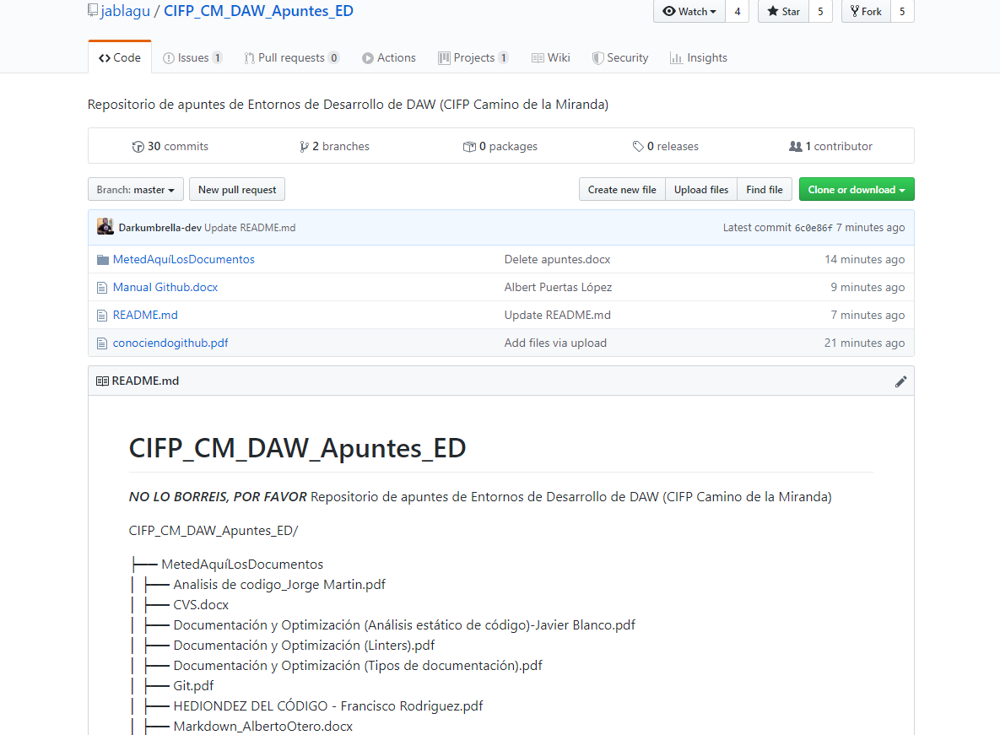 jablagu / CIFP_CM_DAW_Apuntes_ED Watch 4 Star 5 Fork 5
Code Issues 1 Pull requests 0 Actions Projects 1 Wiki Security Insights
Repositorio de apuntes de Entornos de Desarrollo de DAW (CIFP Camino de la Miranda)
30 commits 2 branches 0 packages 0 releases 1 contributor
Branch: master New pull request Create new file Upload files Find file Clone or download
Darkumbrella-dev Update README.md Latest commit 6c0e86f 7 minutes ago
MetedAquíLosDocumentos Delete apuntes.docx 14 minutes ago
Manual Github.docx Albert Puertas López 9 minutes ago
README.md Update README.md 7 minutes ago
conociendogithub.pdf Add files via upload 21 minutes ago
README.md
CIFP_CM_DAW_Apuntes_ED
NO LO BORREIS, POR FAVOR Repositorio de apuntes de Entornos de Desarrollo de DAW (CIFP Camino de la Miranda)
CIFP_CM_DAW_Apuntes_ED/
├── MetedAquíLosDocumentos
│ ├── Analisis de codigo_Jorge Martin.pdf
│ ├── CVS.docx
│ ├── Documentación y Optimización (Análisis estático de código)-Javier Blanco.pdf
│ ├── Documentación y Optimización (Linters).pdf
│ ├── Documentación y Optimización (Tipos de documentación).pdf
│ ├── Git.pdf
│ ├── HEDIONDEZ DEL CÓDIGO - Francisco Rodriguez.pdf
│ ├── Markdown_AlbertoOtero.docx